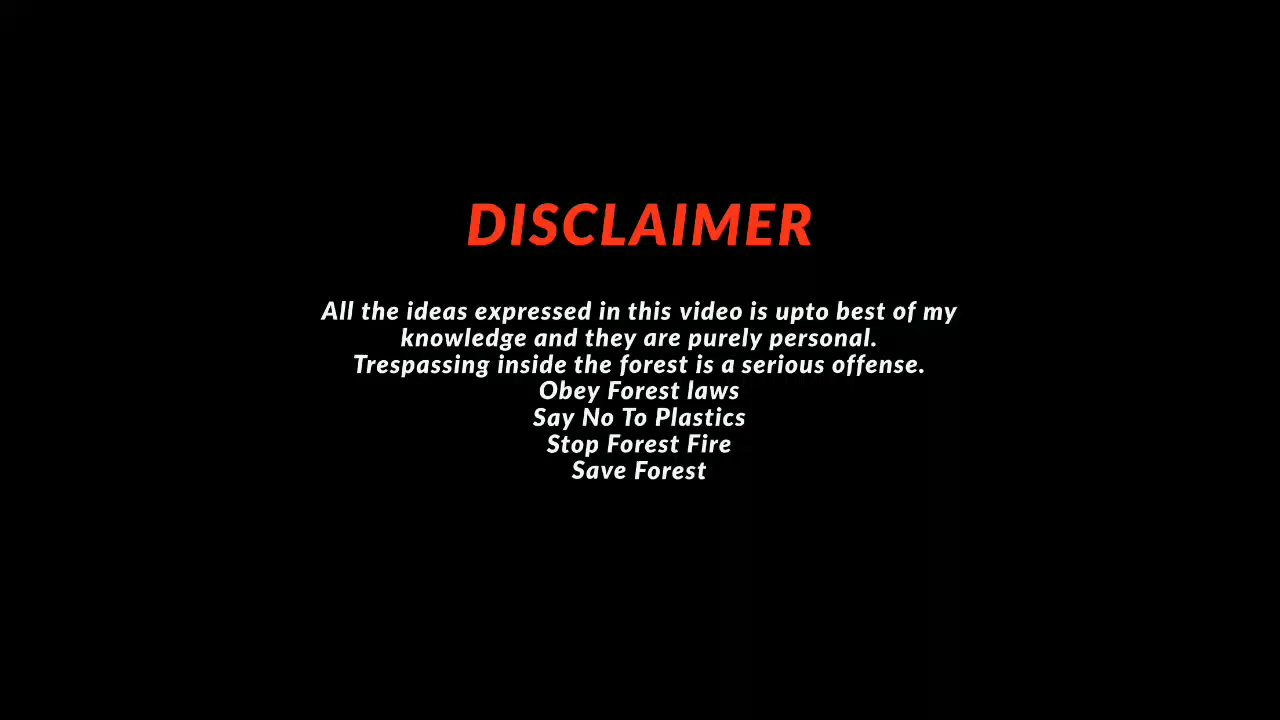 DISCLAIMER
All the ideas expressed in this video is upto best of my
knowledge and they are purely personal.
Trespassing inside the forest is a serious offense.
Obey Forest laws
Say No To Plastics
Stop Forest Fire
Save Forest